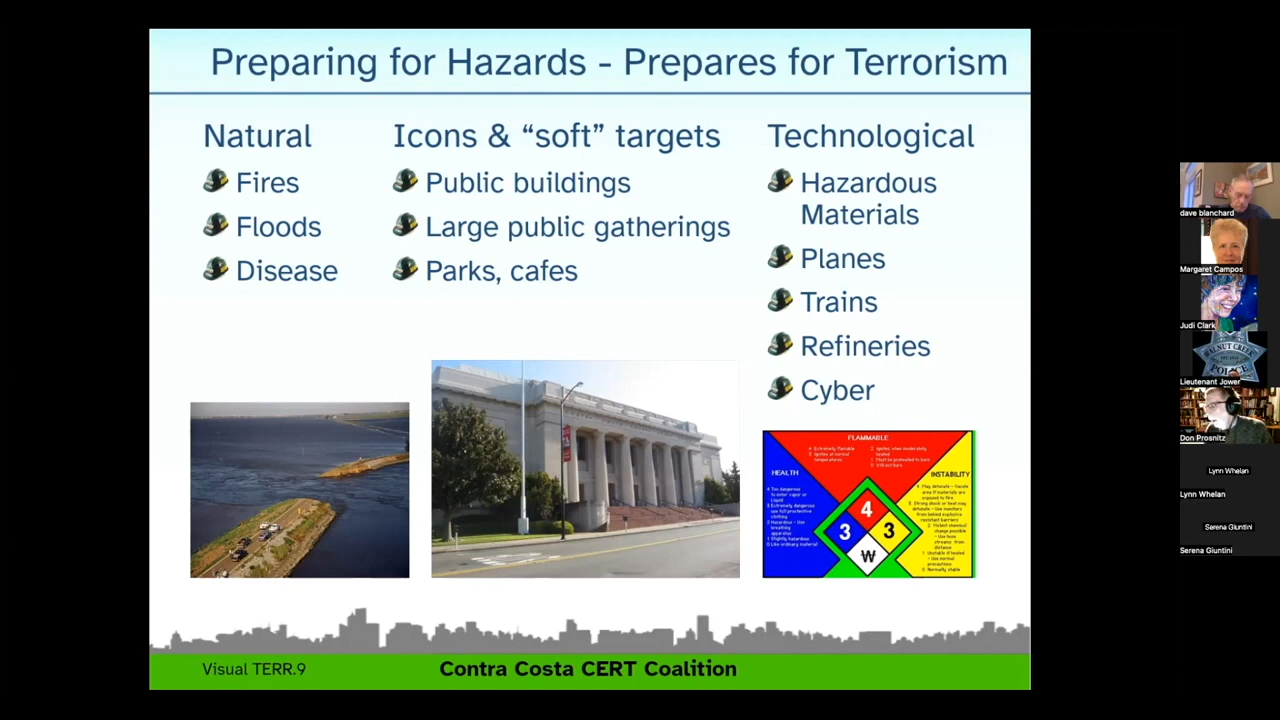 Preparing for Hazards - Prepares for Terrorism
Natural
Fires
Floods
Disease
Icons & “soft” targets
Public buildings
Large public gatherings
Parks, cafes
Technological
Hazardous
Materials
Planes
Trains
Refineries
Cyber
FLAMMABLE
HEALTH
INSTABILITY
4
3
3
W
Visual TERR.9
Contra Costa CERT Coalition
dave blanchard
Margaret Campos
Judi Clark
WALNUT CREEK
POLICE
Lieutenant Jower
Don Prosnitz
Lynn Whelan
Lynn Whelan
Serena Giuntini
Serena Giuntini